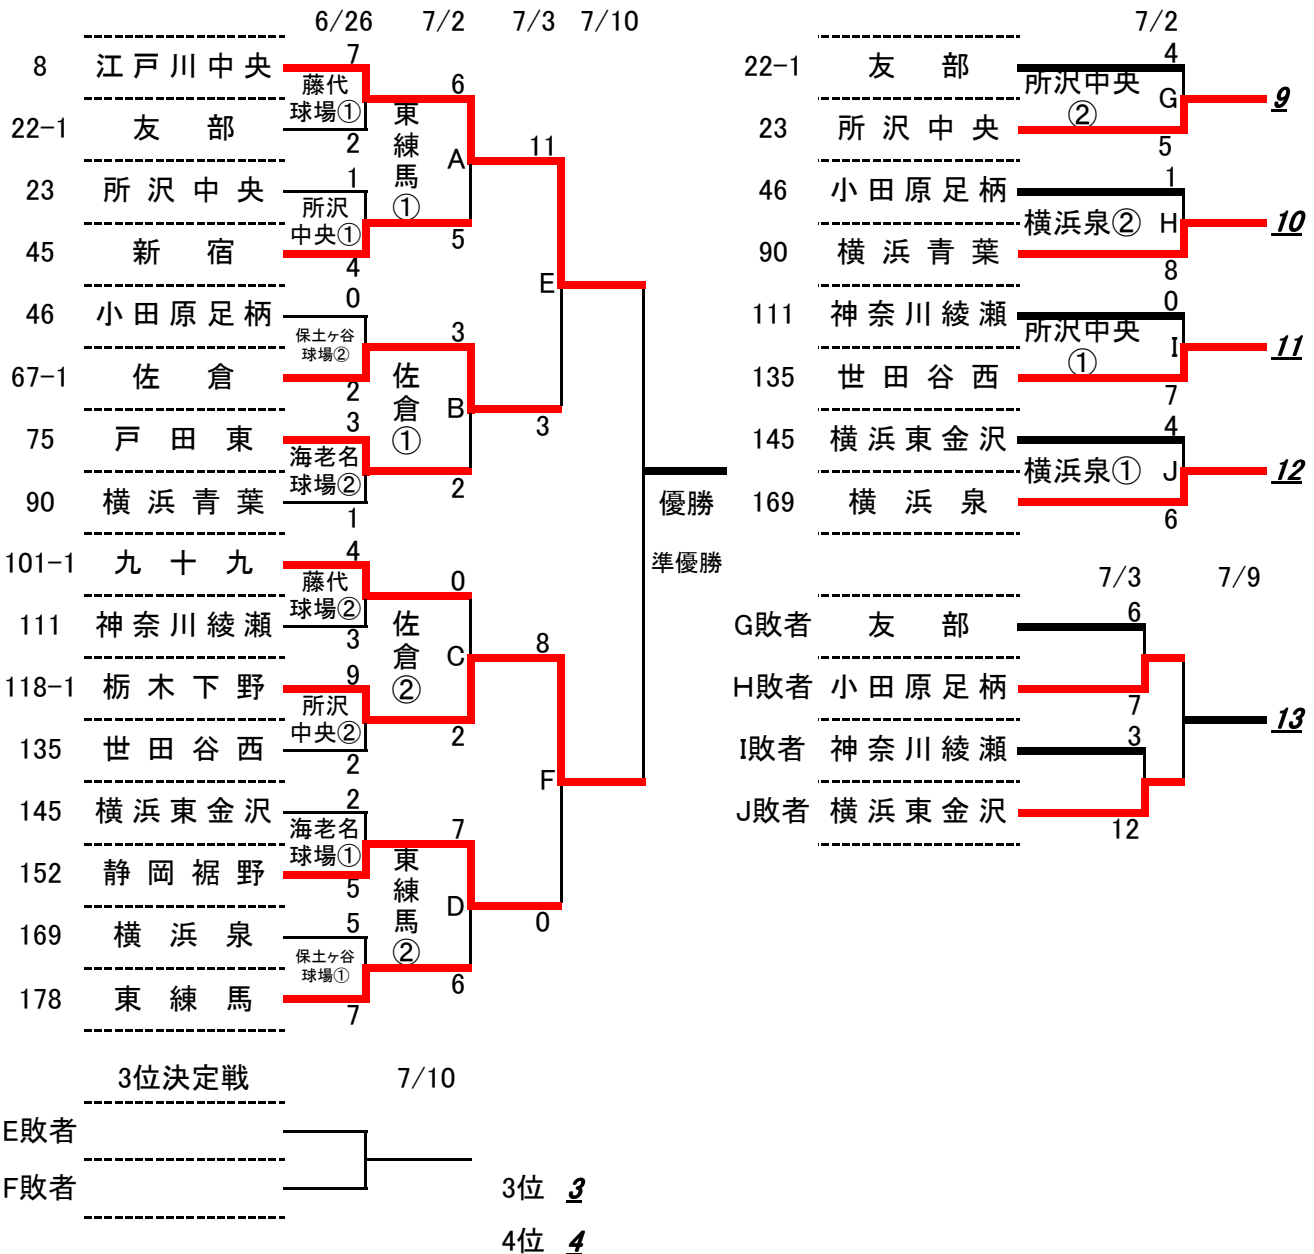 6/26 7/2 7/3 7/10
8 江戸川中央 7
藤代球場① 6
22-1 友部 2
東練馬① A 11
23 所沢中央 1
所沢中央① 5
45 新宿 4
E
46 小田原足柄 0
保土ヶ谷球場② 3
67-1 佐倉 2
佐倉① B 3
75 戸田東 3
海老名球場② 2
90 横浜青葉 1
優勝
準優勝
101-1 九十九 4
藤代球場② 0
111 神奈川綾瀬 3
佐倉② C 8
118-1 栃木下野 9
所沢中央② 2
135 世田谷西 2
F
145 横浜東金沢 2
海老名球場① 7
152 静岡裾野 5
東練馬② D 0
169 横浜泉 5
保土ヶ谷球場① 6
178 東練馬 7
3位決定戦 7/10
E敗者
F敗者
3位 3
4位 4
7/2
22-1 友部 4
所沢中央② G 9
23 所沢中央 5
46 小田原足柄 1
横浜泉② H 10
90 横浜青葉 8
111 神奈川綾瀬 0
所沢中央① I 11
135 世田谷西 7
145 横浜東金沢 4
横浜泉① J 12
169 横浜泉 6
7/3 7/9
G敗者 友部 6
H敗者 小田原足柄 7
13
I敗者 神奈川綾瀬 3
J敗者 横浜東金沢 12